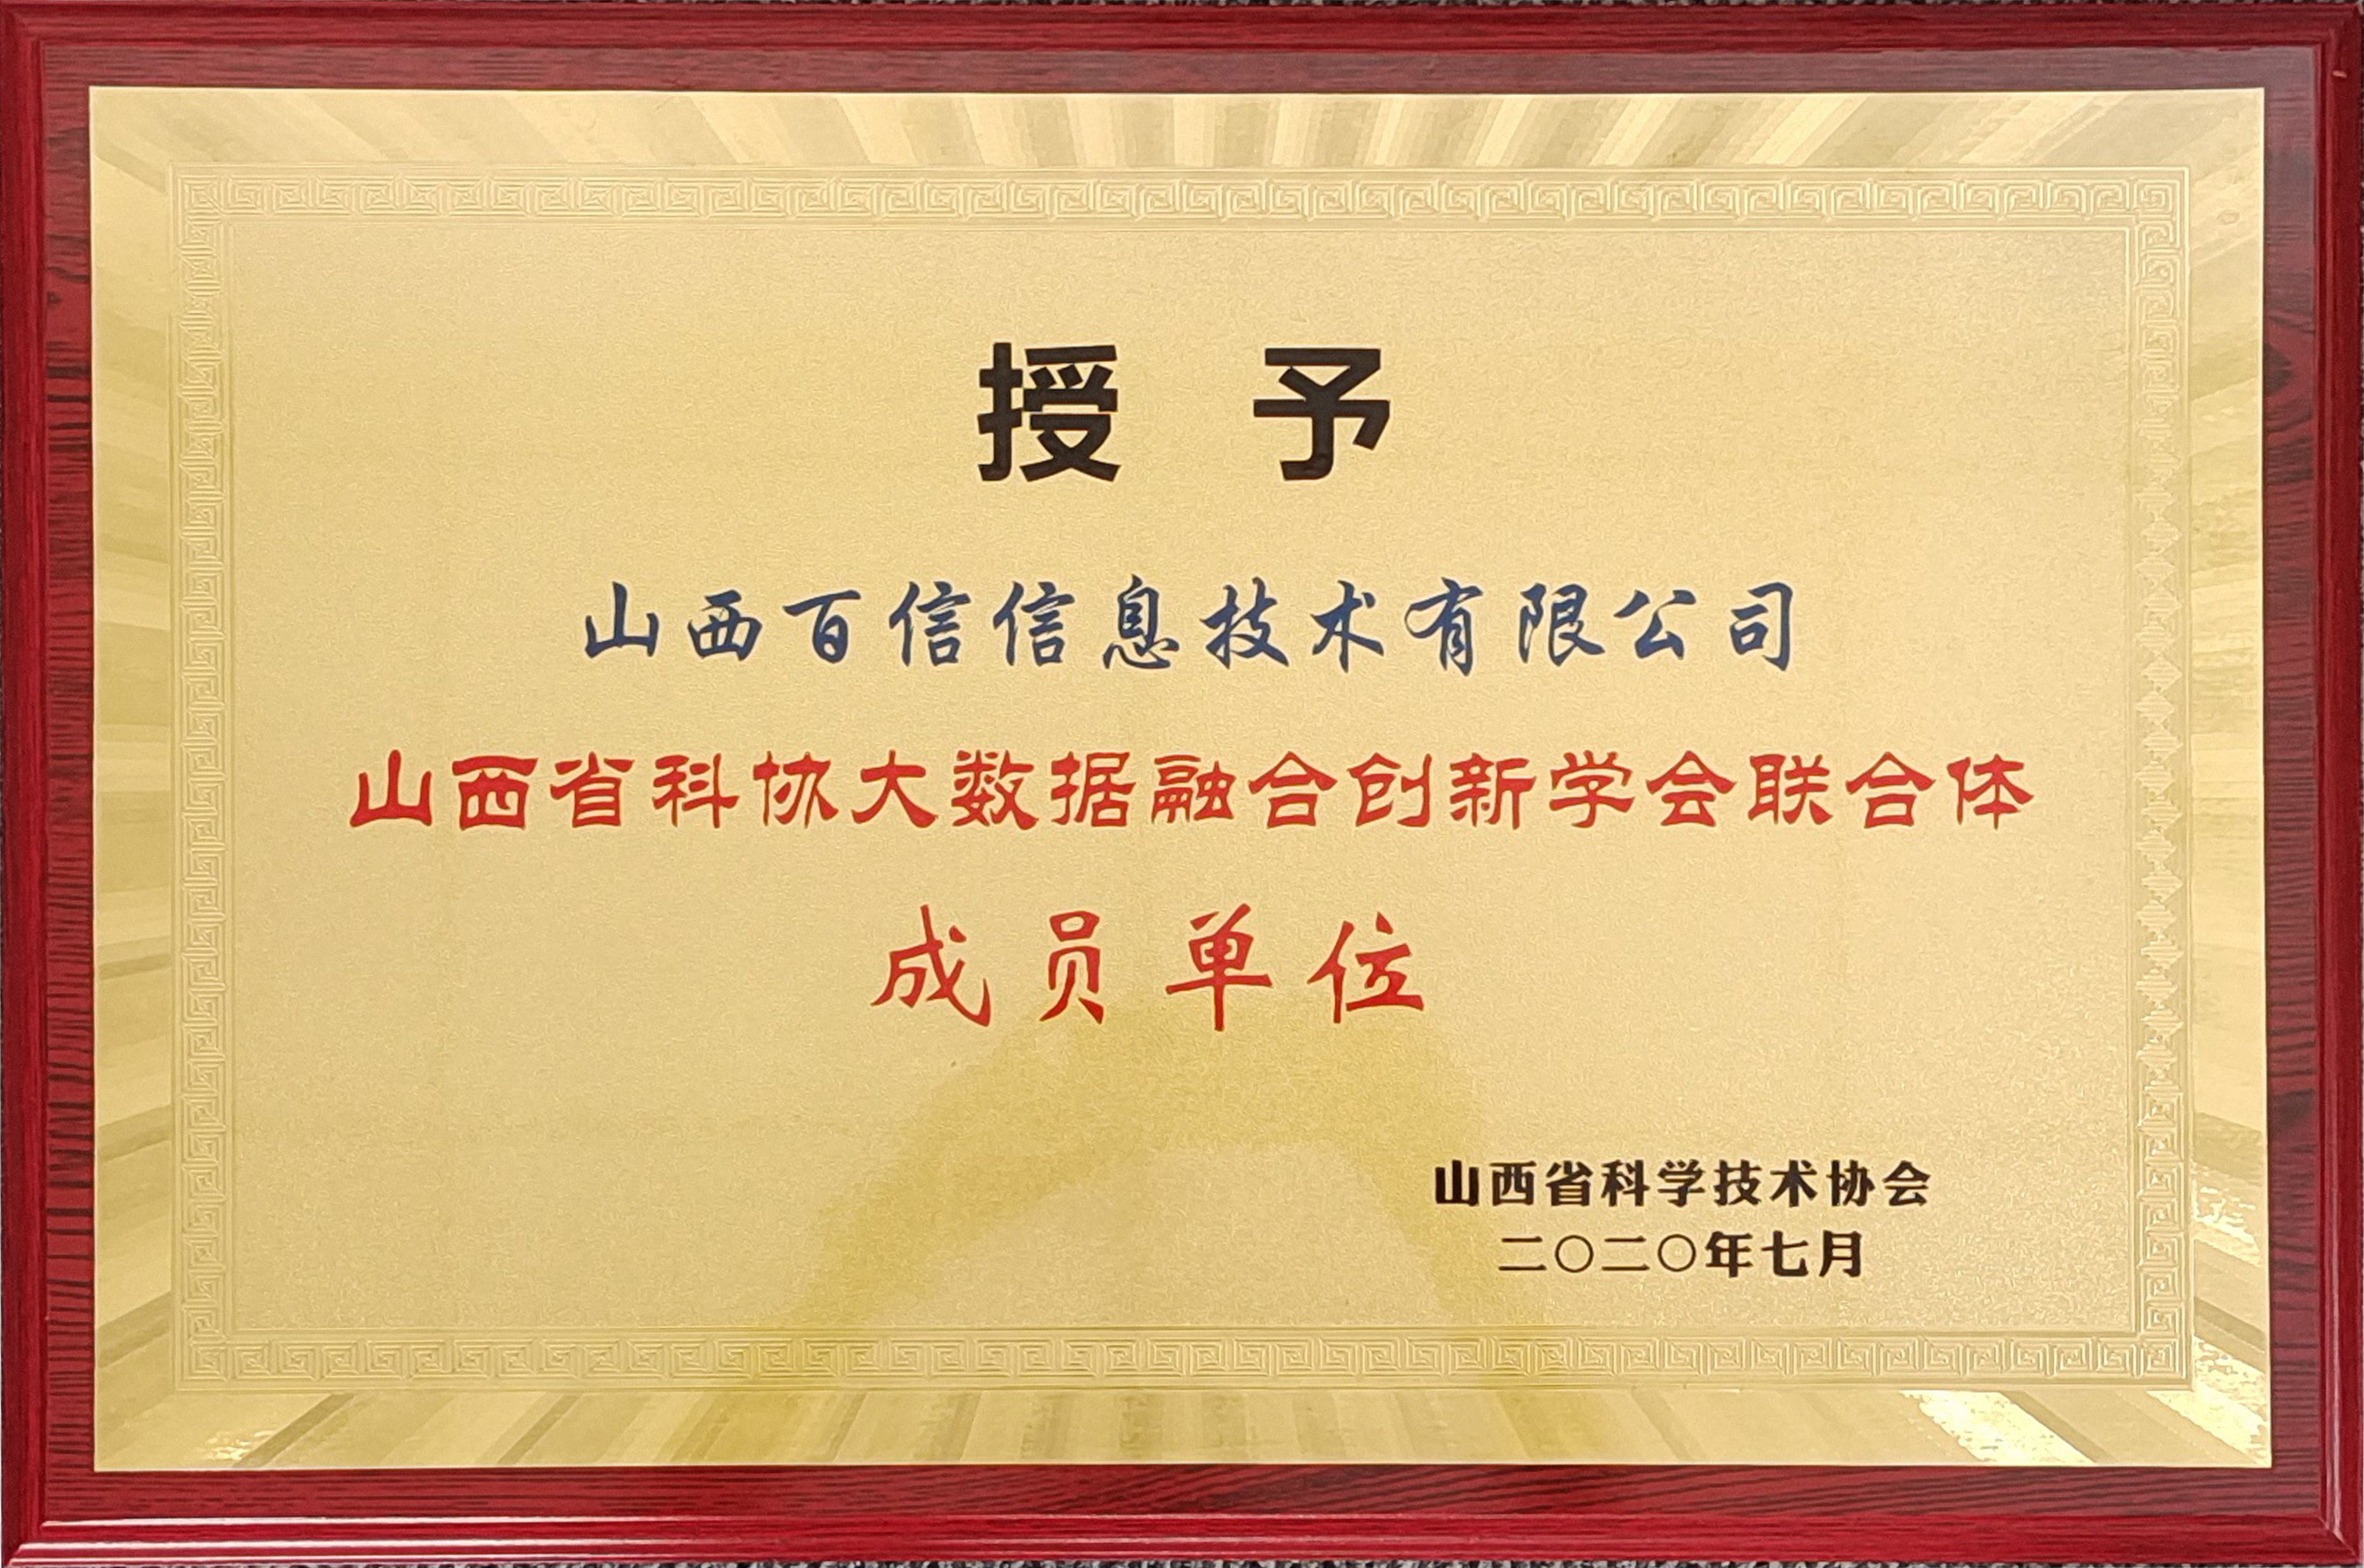 授予
山西百信信息技术有限公司
山西省科协大数据融合创新学会联合体
成员单位
山西省科学技术协会
二〇二〇年七月